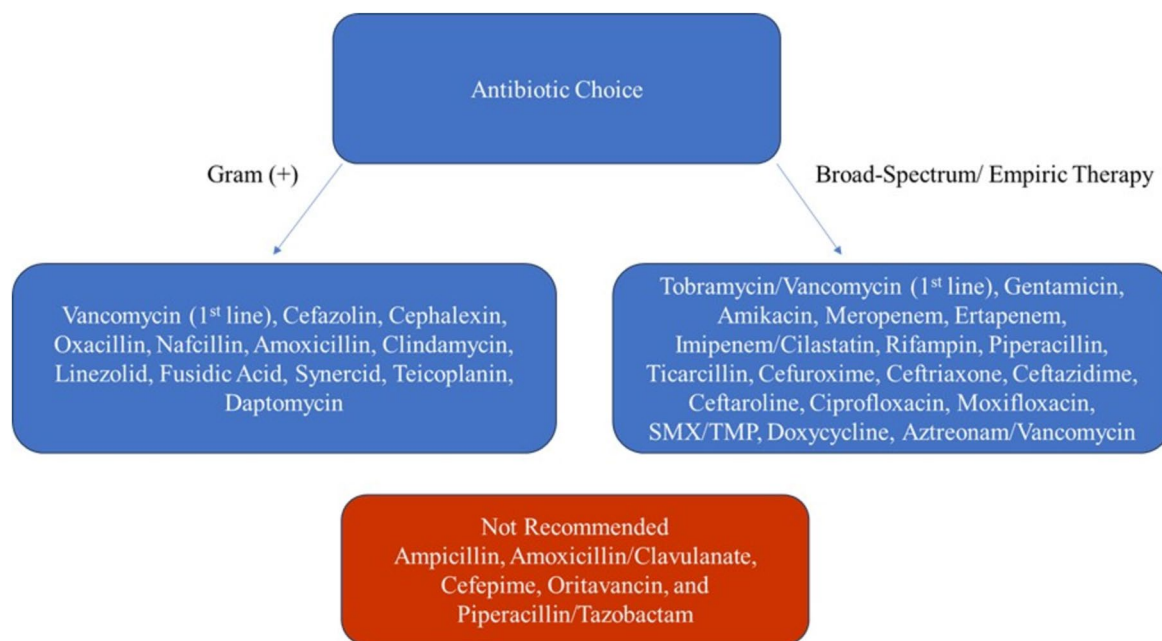 Antibiotic Choice
Gram (+)
Broad-Spectrum/ Empiric Therapy
Vancomycin (1st line), Cefazolin, Cephalexin,
Oxacillin, Nafcillin, Amoxicillin, Clindamycin,
Linezolid, Fusidic Acid, Synercid, Teicoplanin,
Daptomycin
Tobramycin/Vancomycin (1st line), Gentamicin,
Amikacin, Meropenem, Ertapenem,
Imipenem/Cilastatin, Rifampin, Piperacillin,
Ticarcillin, Cefuroxime, Ceftriaxone, Ceftazidime,
Ceftaroline, Ciprofloxacin, Moxifloxacin,
SMX/TMP, Doxycycline, Aztreonam/Vancomycin
Not Recommended
Ampicillin, Amoxicillin/Clavulanate,
Cefepime, Oritavancin, and
Piperacillin/Tazobactam